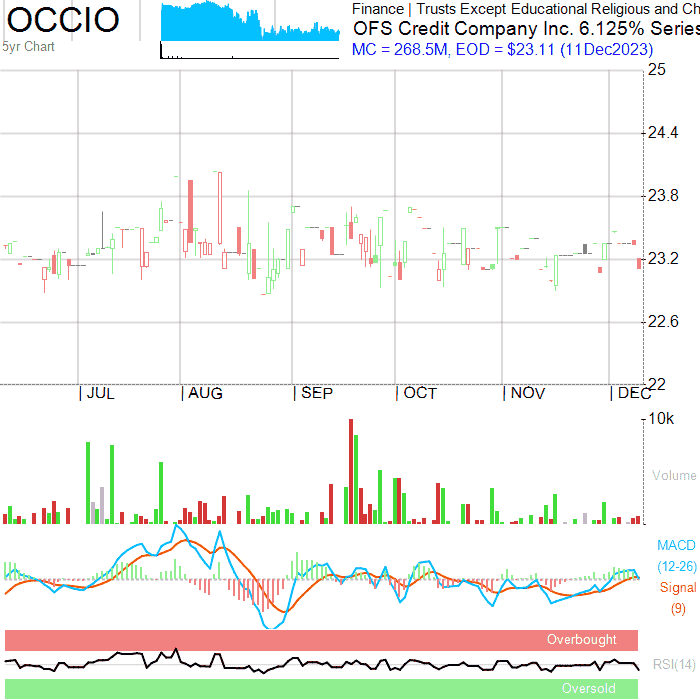 OCCIO
5yr Chart
Finance | Trusts Except Educational Religious and Ch
OFS Credit Company Inc. 6.125% Series
MC = 268.5M, EOD = $23.11 (11Dec2023)
25
24.4
23.8
23.2
22.6
22
| JUL | AUG | SEP | OCT | NOV | DEC
10k
Volume
MACD
(12-26)
Signal
(9)
Overbought
RSI(14)
Oversold